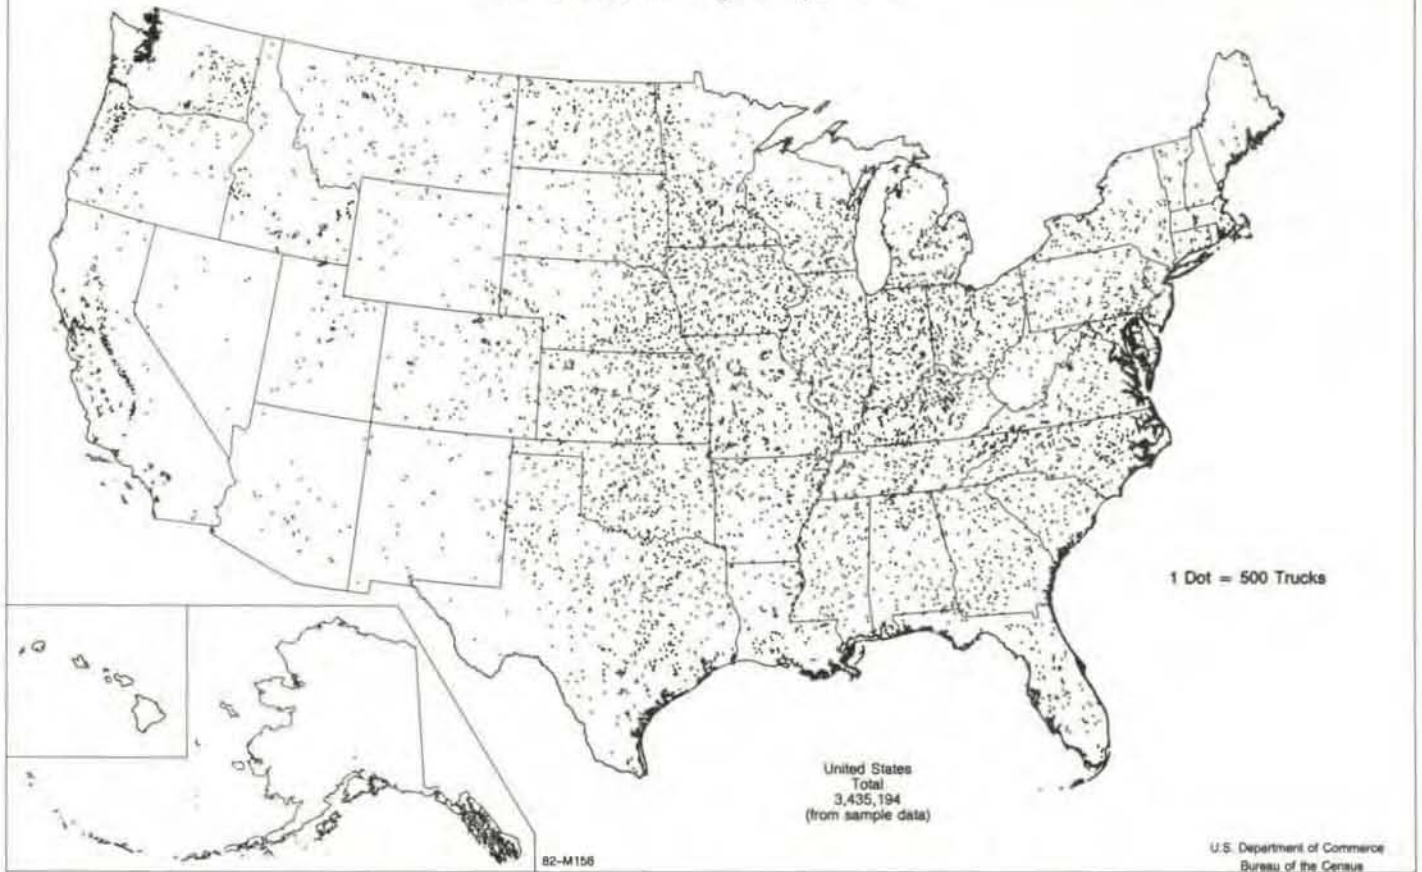 1 Dot = 500 Trucks
United States
Total
3,435,194
(from sample data)
82-M156
U.S. Department of Commerce
Bureau of the Census